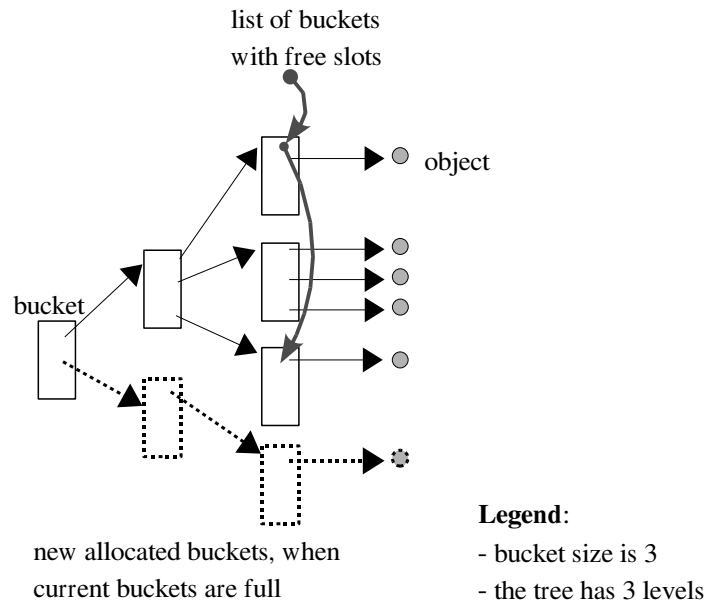 list of buckets
with free slots
object
bucket
new allocated buckets, when
current buckets are full
Legend:
- bucket size is 3
- the tree has 3 levels